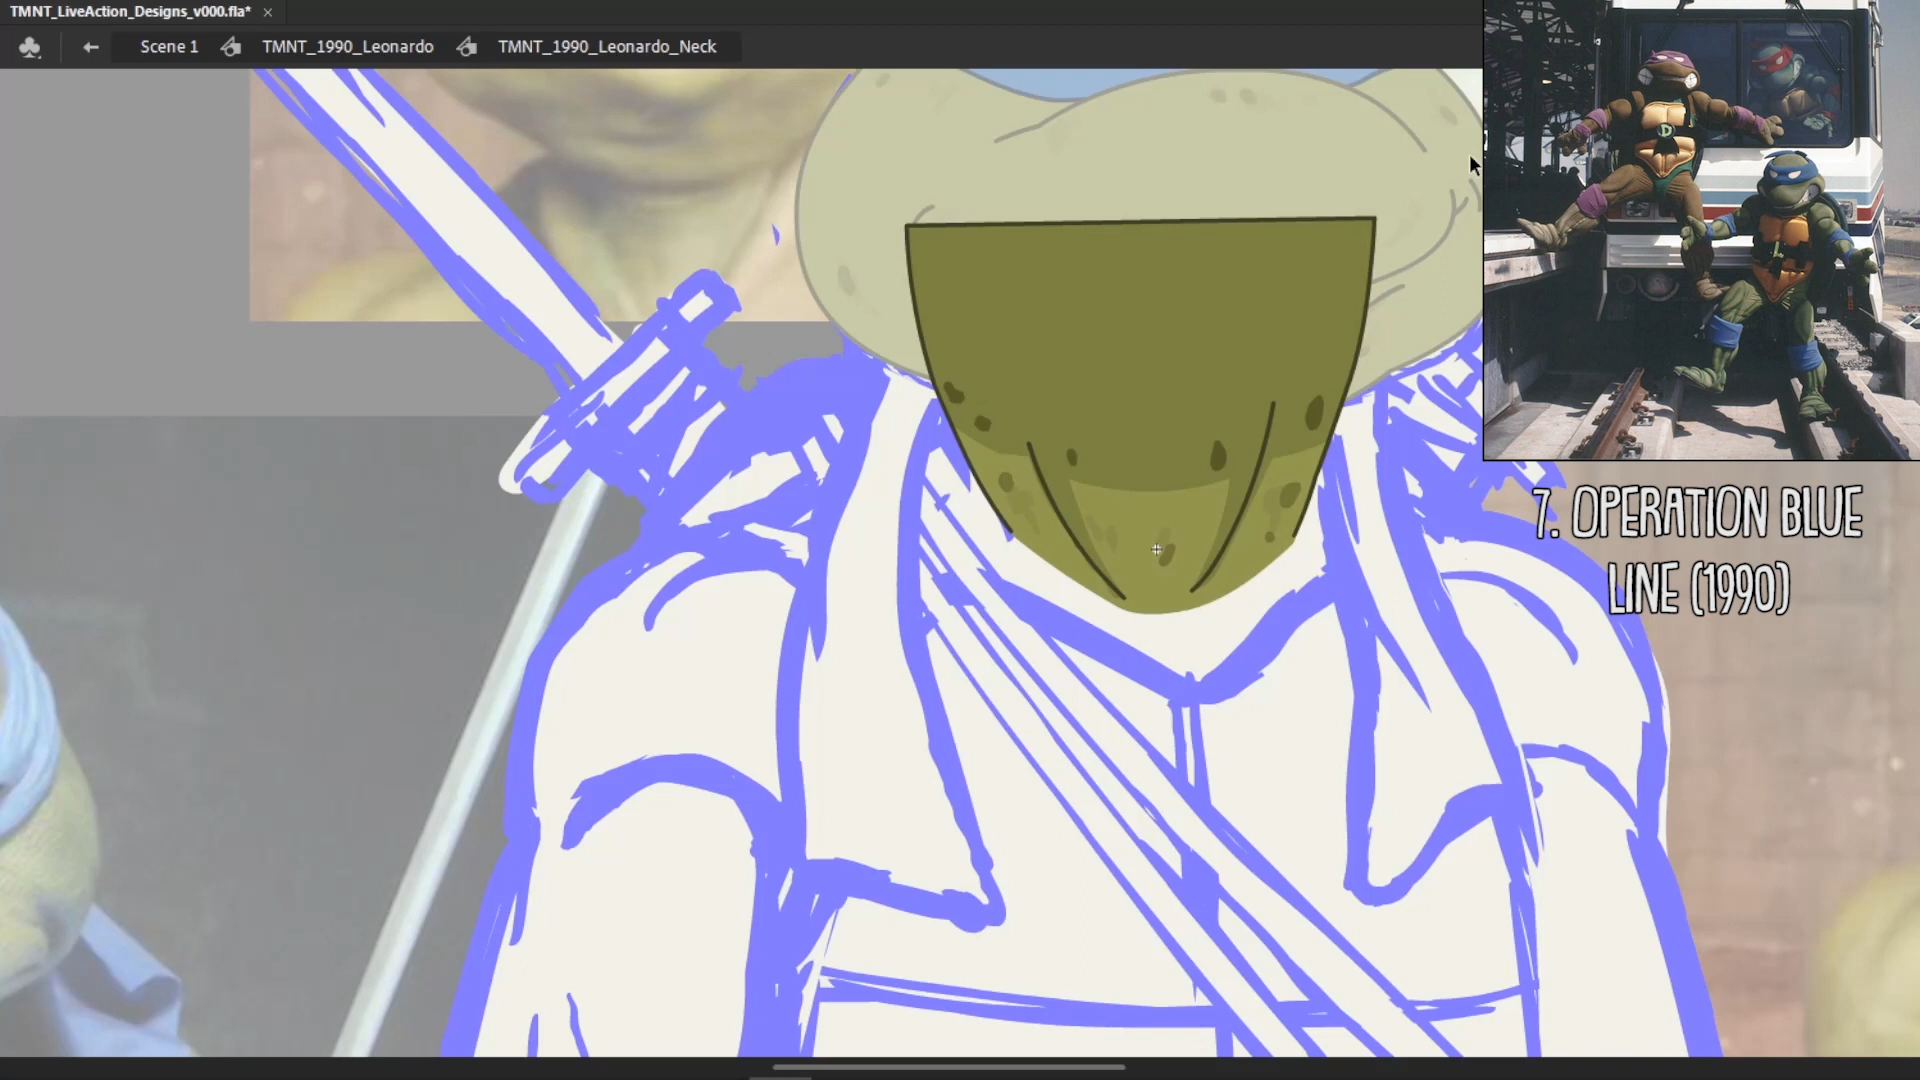 TMNT_LiveAction_Designs_v000.fla*
Scene 1
TMNT_1990_Leonardo
TMNT_1990_Leonardo_Neck
D
7. OPERATION BLUE
LINE (1990)